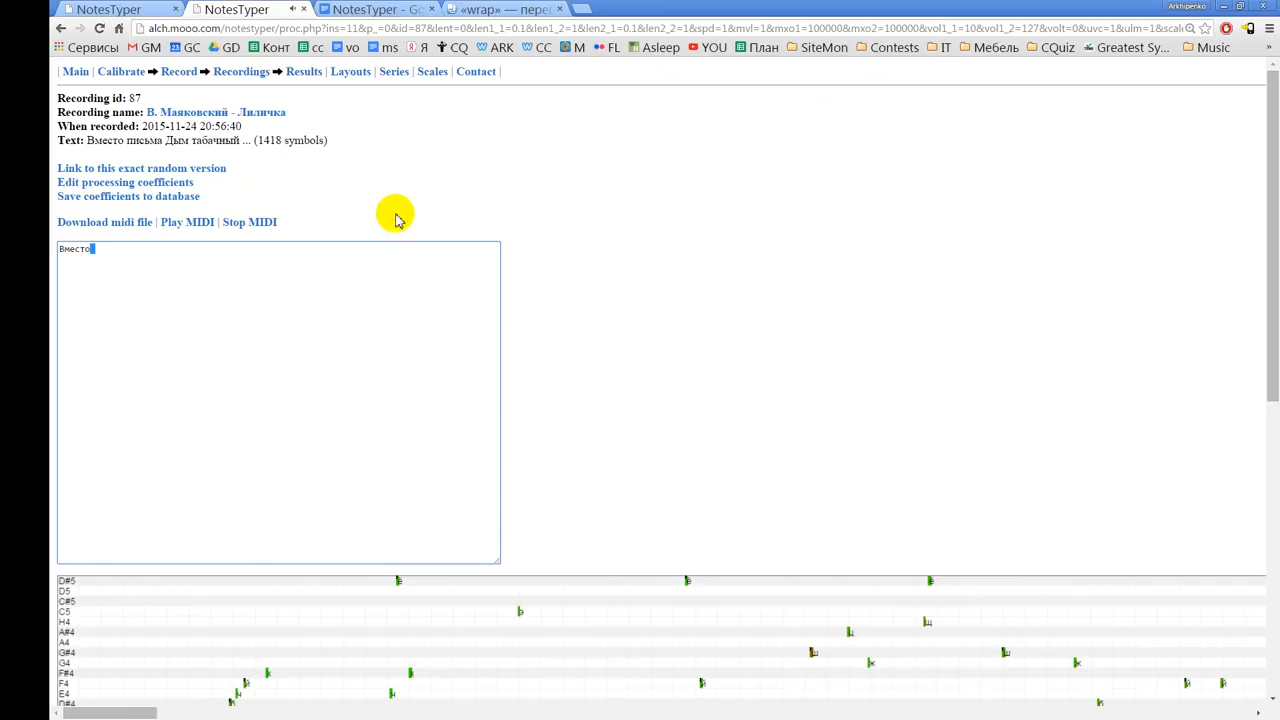 NotesTyper × NotesTyper × NotesTyper - Gc × «wrap» — перес × Arkhipenko
alch.mooo.com/notestyper/proc.php?ins=11&p_=0&id=87&lent=0&len1_1=0.1&len1_2=1&len2_1=0.1&len2_2=1&spd=1&mvl=1&mxo1=100000&mxo2=100000&vol1_1=10&vol1_2=127&volt=0&uvc=1&ulm=1&scale
Сервисы GM GC GD Конт cc vo ms Я CQ ARK CC M FL Asleep YOU План SiteMon Contests IT Мебель CQuiz Greatest Sy... Music
| Main | Calibrate ➡ Record ➡ Recordings ➡ Results | Layouts | Series | Scales | Contact |
Recording id: 87
Recording name: В. Маяковский - Лиличка
When recorded: 2015-11-24 20:56:40
Text: Вместо письма Дым табачный ... (1418 symbols)
Link to this exact random version
Edit processing coefficients
Save coefficients to database
Download midi file | Play MIDI | Stop MIDI
Вместо
D#5 ё ё ё
D5
C#5
C5 э
H4 щ
A#4 ц
A4
G#4 ш ш
G4 ж ж
F#4 х х
F4 й й й й
E4 ч ч
D#4